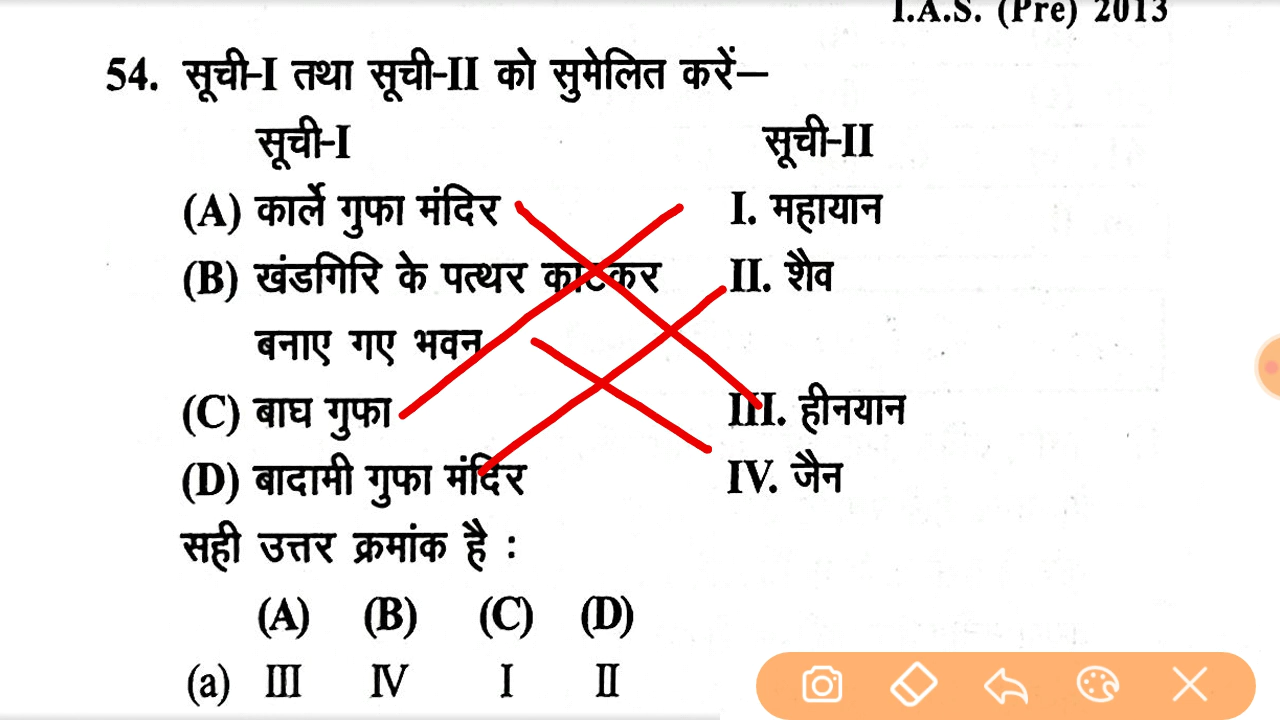 I.A.S. (Pre) 2013
54. सूची-I तथा सूची-II को सुमेलित करें—
सूची-I सूची-II
(A) कार्ले गुफा मंदिर I. महायान
(B) खंडगिरि के पत्थर काटकर II. शैव
बनाए गए भवन
(C) बाघ गुफा III. हीनयान
(D) बादामी गुफा मंदिर IV. जैन
सही उत्तर क्रमांक है :
(A) (B) (C) (D)
(a) III IV I II